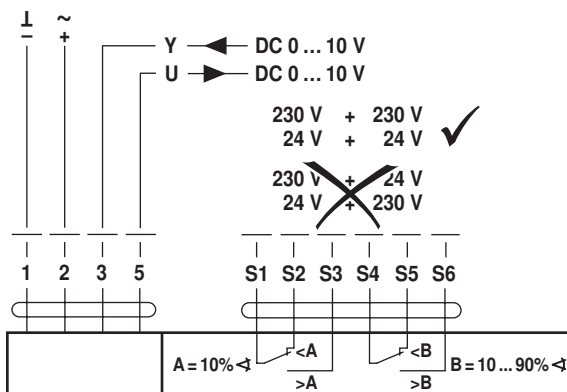 ⊥ ~
− +
Y DC 0 ... 10 V
U DC 0 ... 10 V
230 V + 230 V
24 V + 24 V
230 V + 24 V
24 V + 230 V
1 2 3 5 S1 S2 S3 S4 S5 S6
A = 10% <A >A
<B >B B = 10 ... 90%